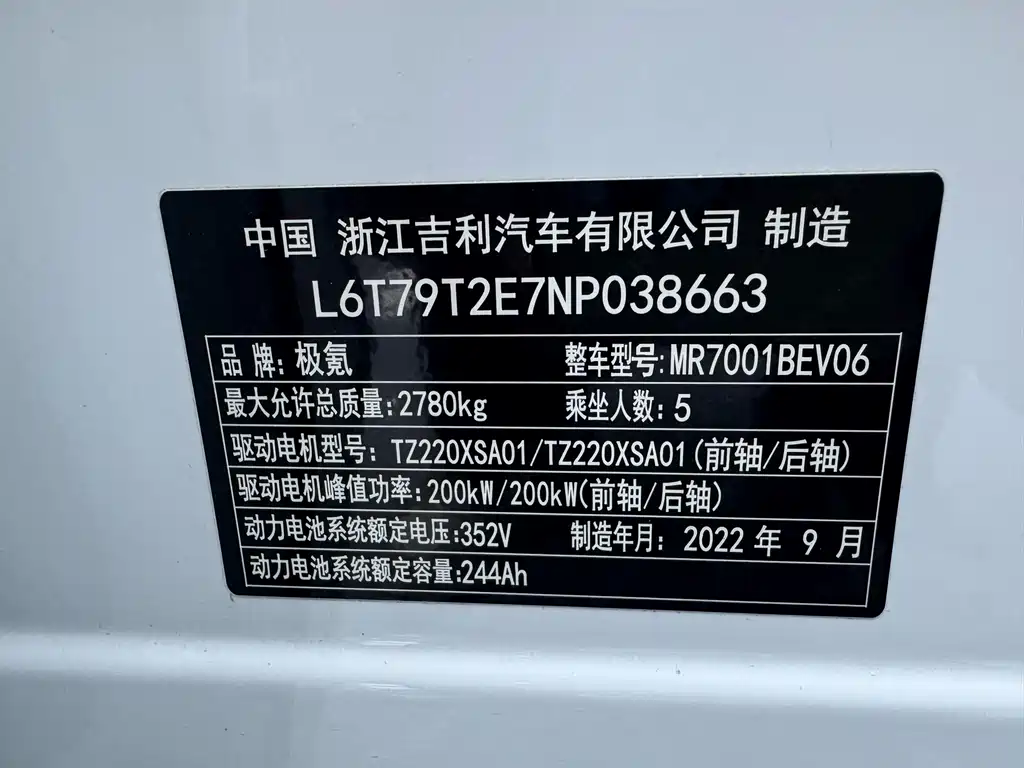 中国 浙江吉利汽车有限公司 制造
L6T79T2E7NP038663
品 牌: 极氪 整车型号: MR7001BEV06
最大允许总质量: 2780kg 乘坐人数: 5
驱动电机型号: TZ220XSA01/TZ220XSA01 (前轴/后轴)
驱动电机峰值功率: 200kW/200kW(前轴/后轴)
动力电池系统额定电压: 352V 制造年月: 2022 年 9 月
动力电池系统额定容量: 244Ah